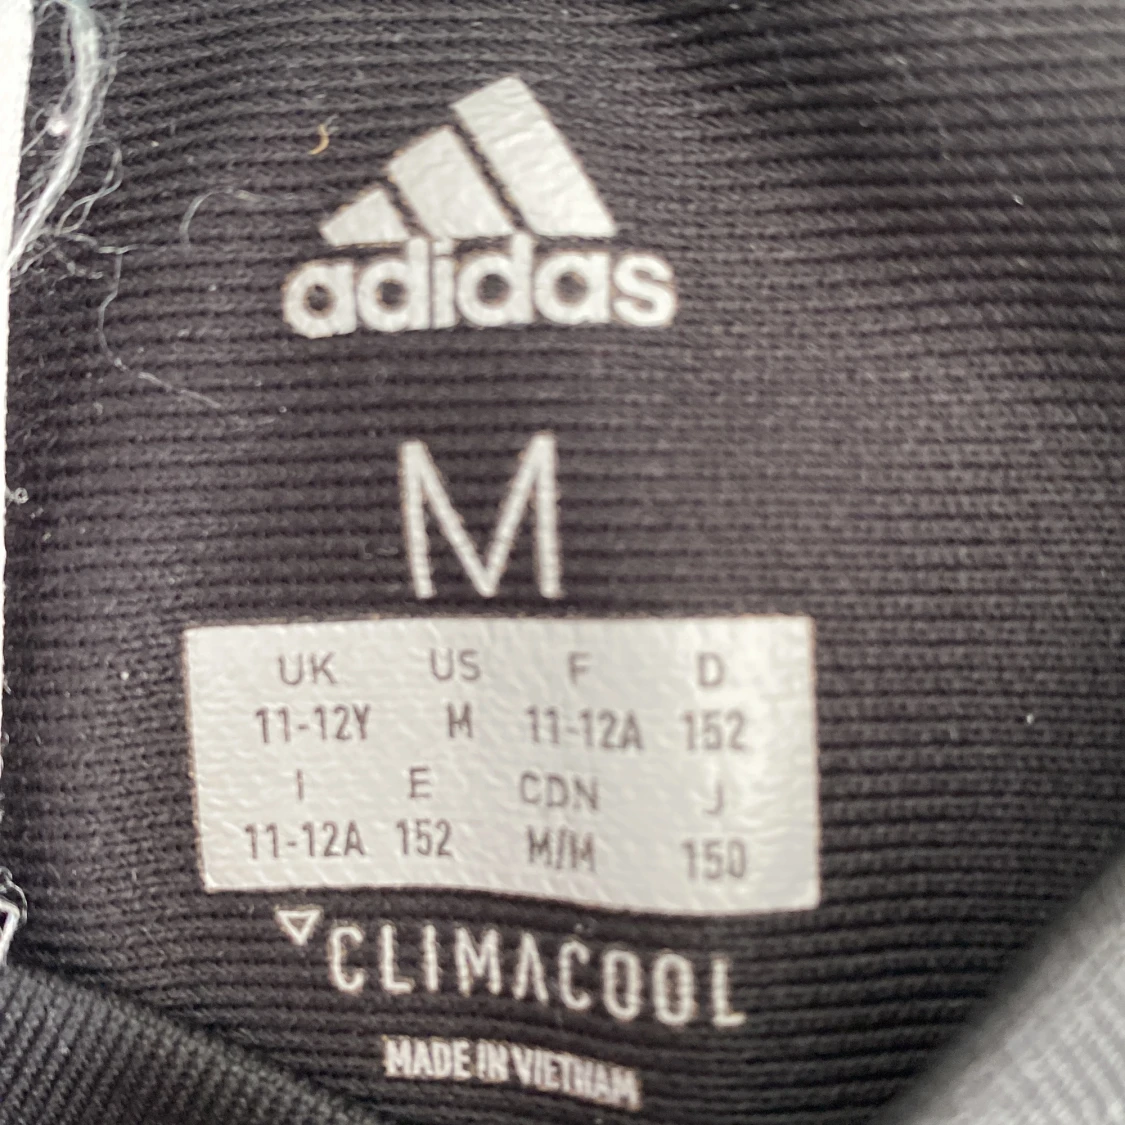 adidas
M
UK US F D
11-12Y M 11-12A 152
I E CDN J
11-12A 152 M/M 150
CLIMACOOL
MADE IN VIETNAM